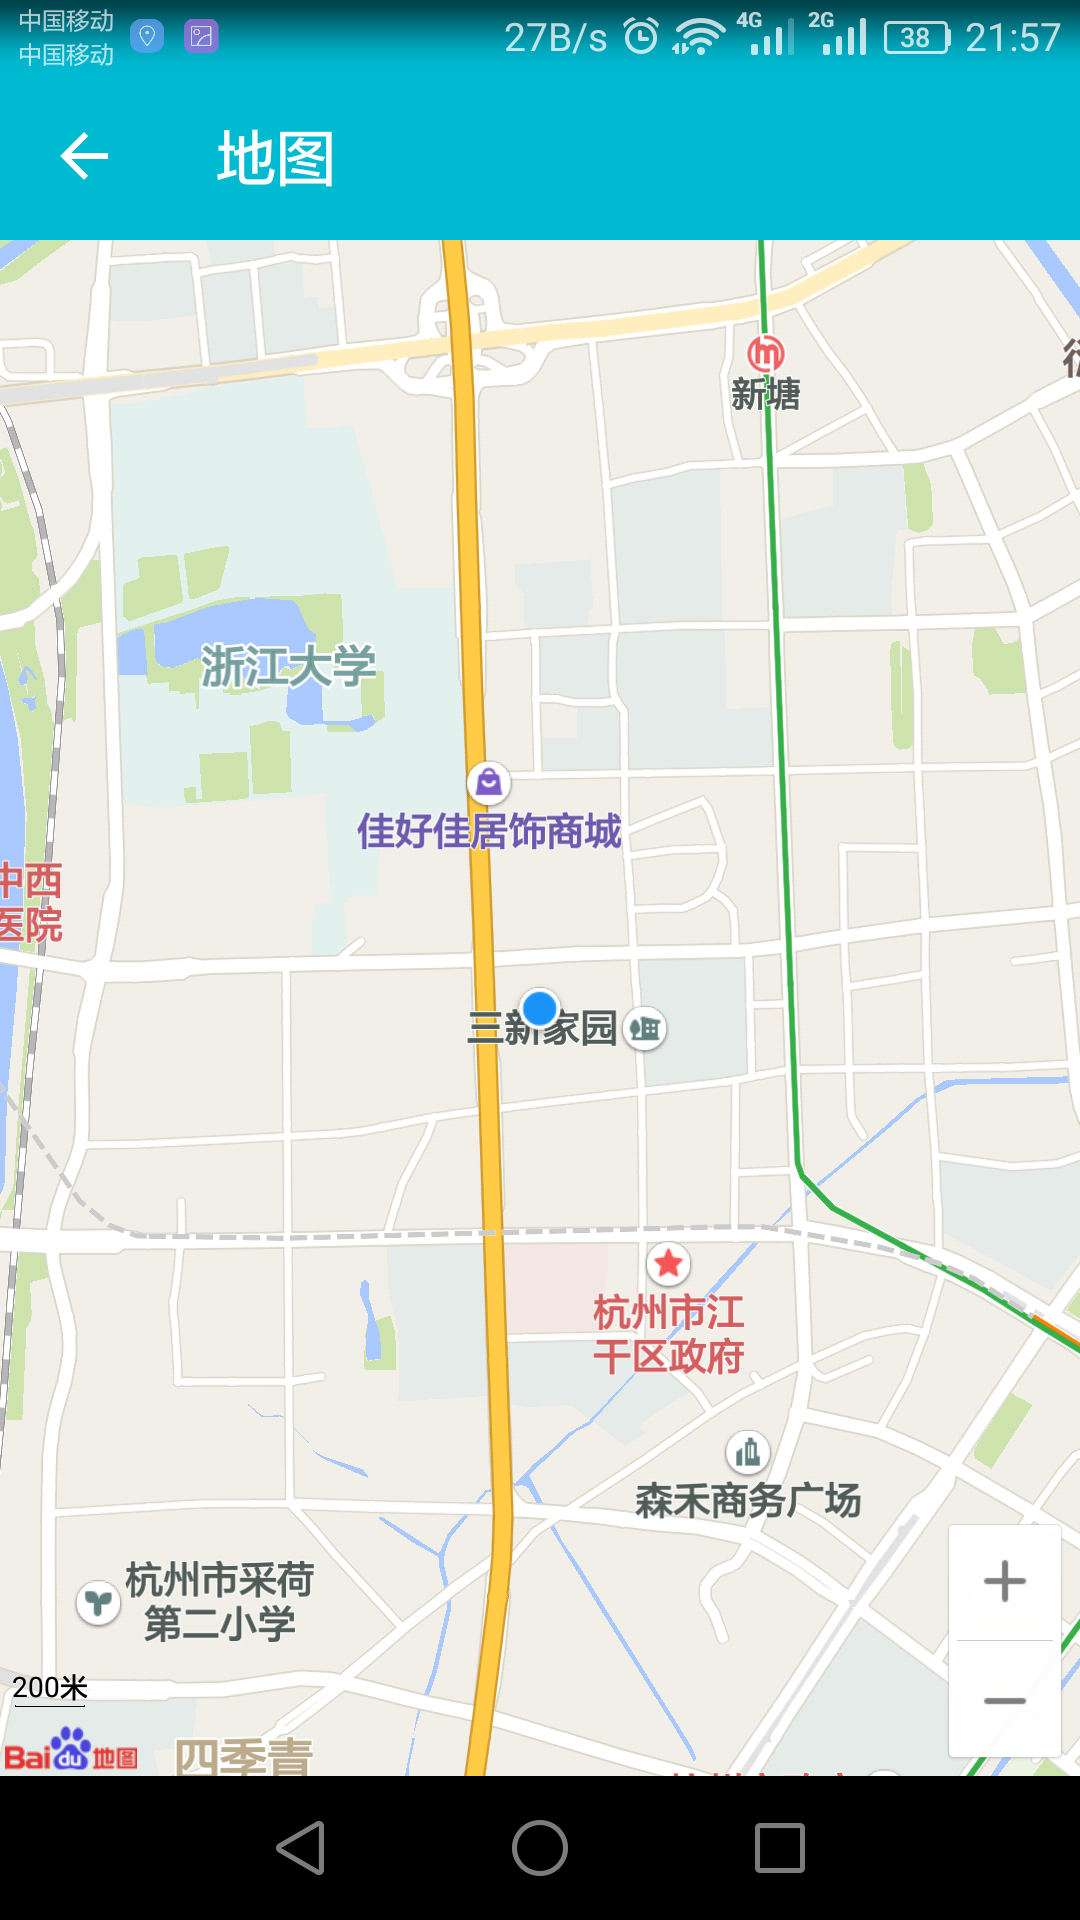 中国移动
中国移动
27B/s 4G 2G 38 21:57
地图
新塘
浙江大学
佳好佳居饰商城
中西
医院
三新家园
杭州市江
干区政府
森禾商务广场
杭州市采荷
第二小学
200米
Bai du 地图
四季青